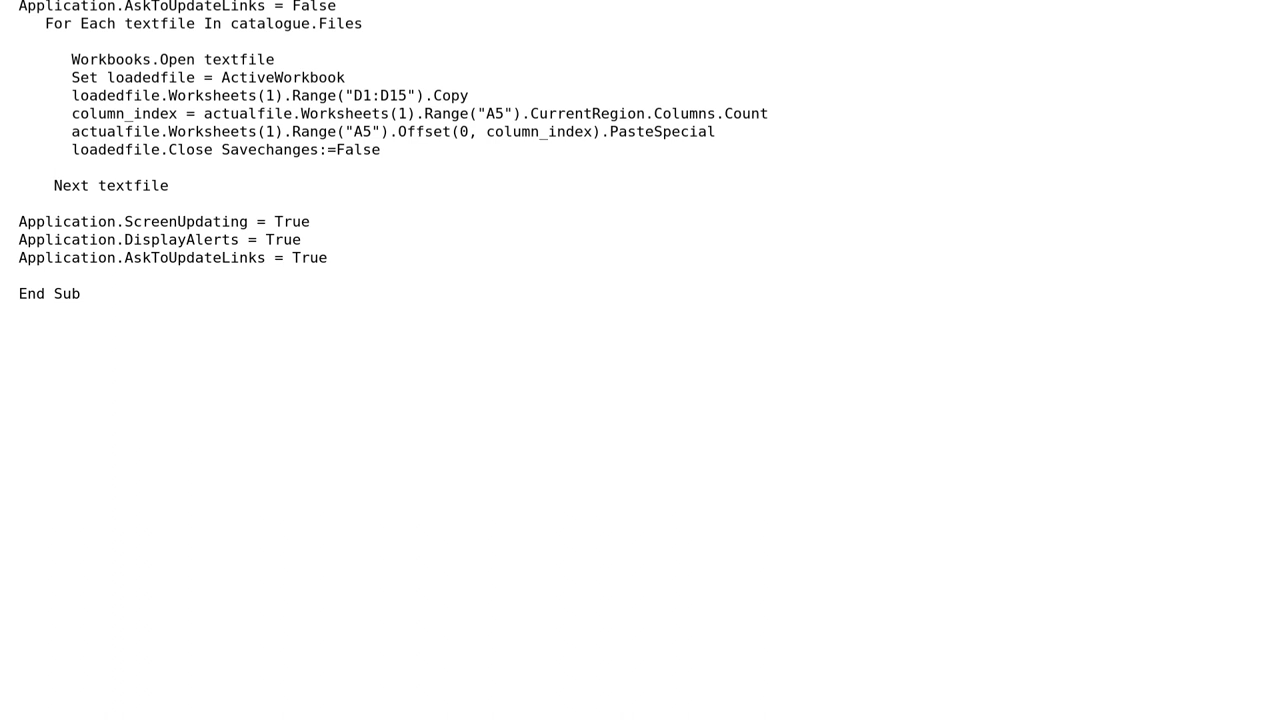 Application.AskToUpdateLinks = False
   For Each textfile In catalogue.Files

      Workbooks.Open textfile
      Set loadedfile = ActiveWorkbook
      loadedfile.Worksheets(1).Range("D1:D15").Copy
      column_index = actualfile.Worksheets(1).Range("A5").CurrentRegion.Columns.Count
      actualfile.Worksheets(1).Range("A5").Offset(0, column_index).PasteSpecial
      loadedfile.Close Savechanges:=False

    Next textfile

Application.ScreenUpdating = True
Application.DisplayAlerts = True
Application.AskToUpdateLinks = True

End Sub